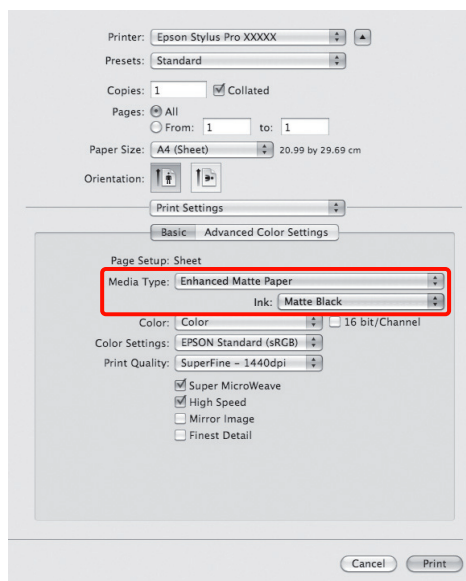 Printer: Epson Stylus Pro XXXXX
Presets: Standard
Copies: 1 Collated
Pages: All
From: 1 to: 1
Paper Size: A4 (Sheet) 20.99 by 29.69 cm
Orientation:
Print Settings
Basic Advanced Color Settings
Page Setup: Sheet
Media Type: Enhanced Matte Paper
Ink: Matte Black
Color: Color 16 bit/Channel
Color Settings: EPSON Standard (sRGB)
Print Quality: SuperFine – 1440dpi
Super MicroWeave
High Speed
Mirror Image
Finest Detail
Cancel Print